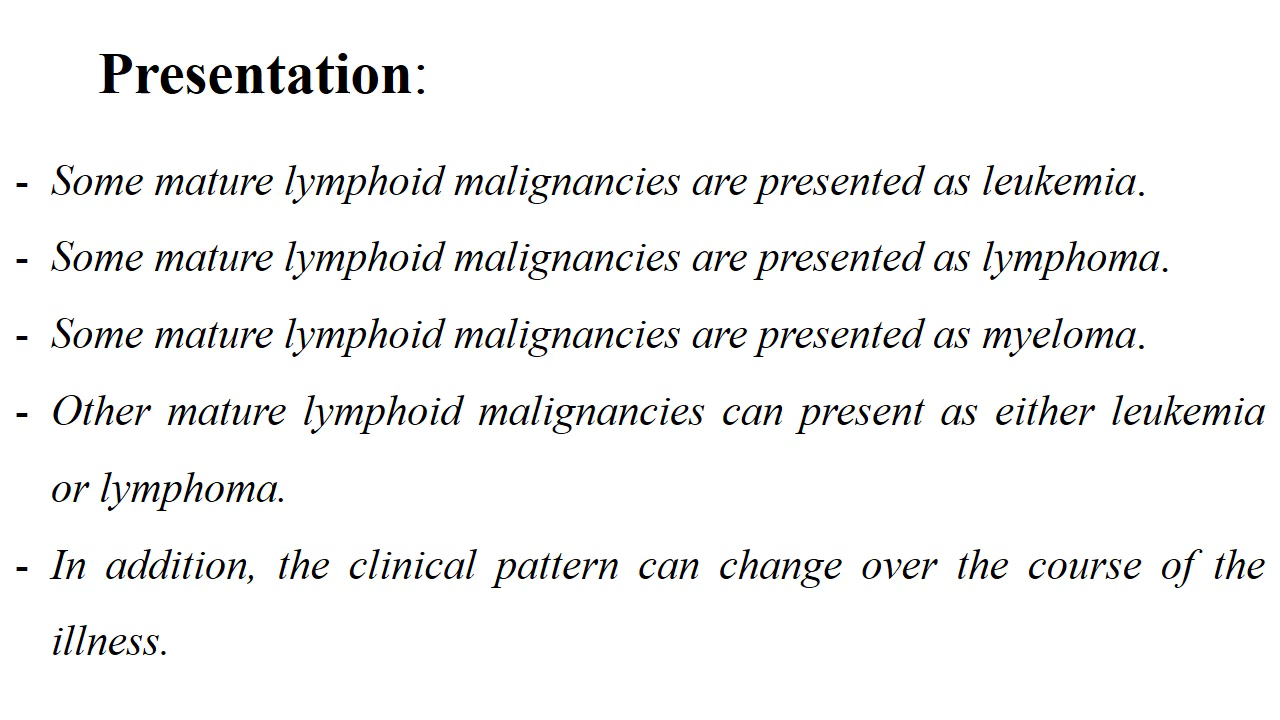 Presentation:
- Some mature lymphoid malignancies are presented as leukemia.
- Some mature lymphoid malignancies are presented as lymphoma.
- Some mature lymphoid malignancies are presented as myeloma.
- Other mature lymphoid malignancies can present as either leukemia
or lymphoma.
- In addition, the clinical pattern can change over the course of the
illness.